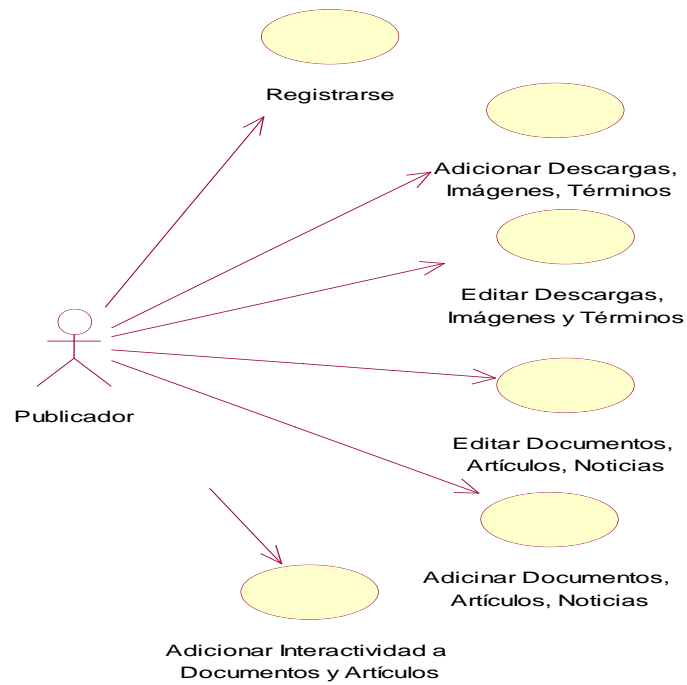 Registrarse
Adicionar Descargas,
Imágenes, Términos
Editar Descargas,
Imágenes y Términos
Publicador
Editar Documentos,
Artículos, Noticias
Adicinar Documentos,
Artículos, Noticias
Adicionar Interactividad a
Documentos y Artículos